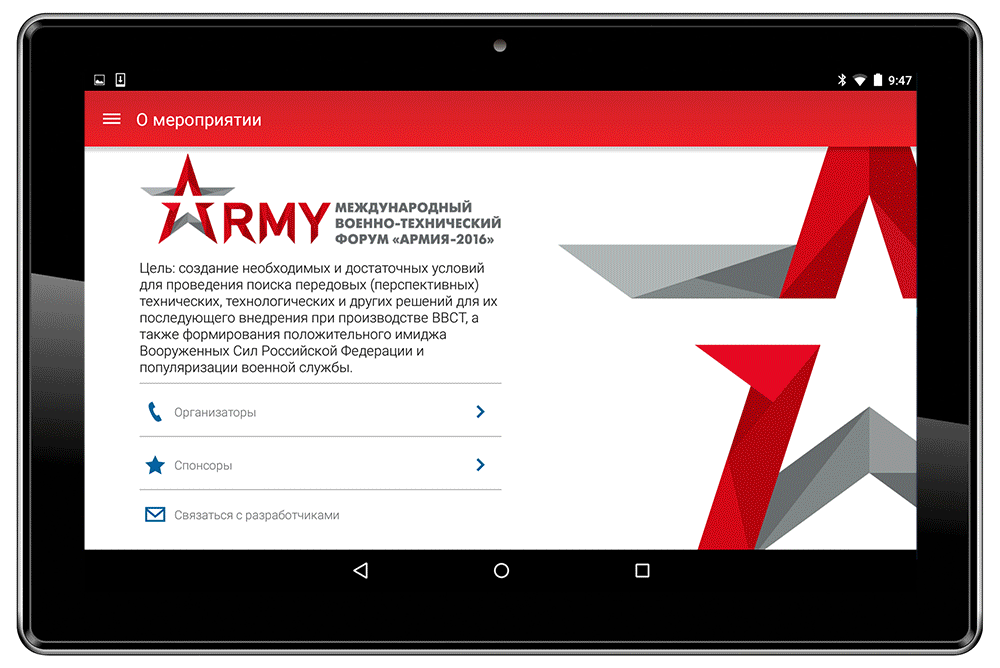 9:47
О мероприятии
ARMY
МЕЖДУНАРОДНЫЙ
ВОЕННО-ТЕХНИЧЕСКИЙ
ФОРУМ «АРМИЯ-2016»
Цель: создание необходимых и достаточных условий
для проведения поиска передовых (перспективных)
технических, технологических и других решений для их
последующего внедрения при производстве ВВСТ, а
также формирования положительного имиджа
Вооруженных Сил Российской Федерации и
популяризации военной службы.
Организаторы
Спонсоры
Связаться с разработчиками